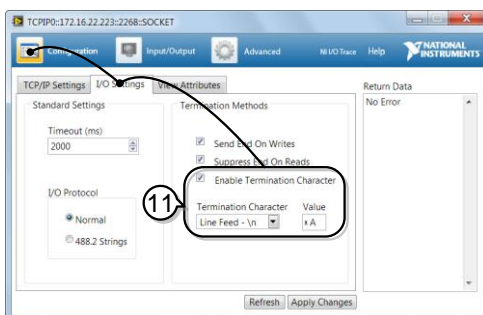 TCPIP0::172.16.22.223::2268::SOCKET
Configuration Input/Output Advanced NI I/O Trace Help NATIONAL INSTRUMENTS
TCP/IP Settings I/O Settings View Attributes
Return Data
Standard Settings
Termination Methods
No Error
Timeout (ms)
2000
Send End On Writes
Suppress End On Reads
Enable Termination Character
I/O Protocol
Normal
488.2 Strings
11
Termination Character Value
Line Feed - \n x A
Refresh Apply Changes